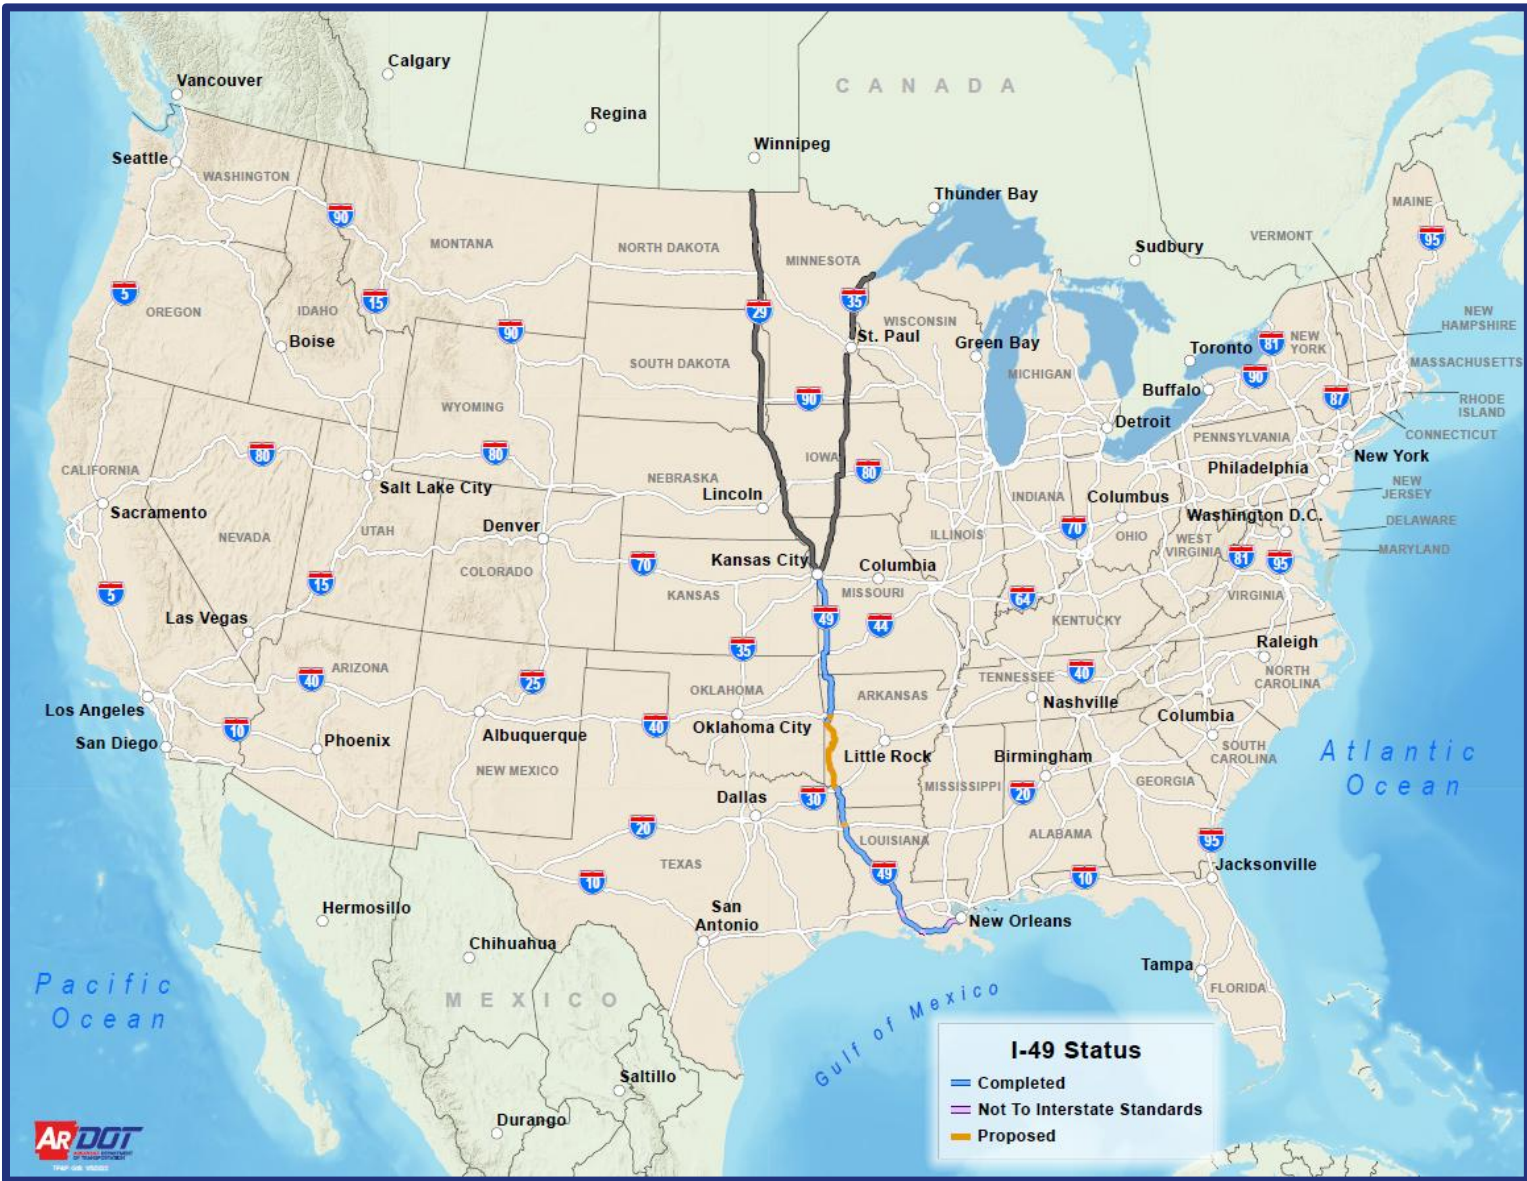 Calgary
Vancouver
CANADA
Regina
Winnipeg
Seattle
WASHINGTON
Thunder Bay
MAINE
90
MONTANA
NORTH DAKOTA
MINNESOTA
Sudbury
VERMONT
95
5
OREGON
IDAHO
15
29
35
WISCONSIN
NEW
HAMPSHIRE
Boise
90
St. Paul
Green Bay
Toronto
81
NEW
YORK
MASSACHUSETTS
SOUTH DAKOTA
MICHIGAN
Buffalo
90
WYOMING
90
87
RHODE
ISLAND
Detroit
PENNSYLVANIA
CONNECTICUT
80
80
IOWA
80
New York
CALIFORNIA
NEBRASKA
Philadelphia
Salt Lake City
Lincoln
INDIANA
Columbus
NEW
JERSEY
Sacramento
NEVADA
UTAH
Denver
ILLINOIS
70
OHIO
Washington D.C.
DELAWARE
WEST
VIRGINIA
MARYLAND
COLORADO
70
Kansas City
Columbia
81
95
5
15
KANSAS
MISSOURI
64
VIRGINIA
Las Vegas
49
44
KENTUCKY
35
Raleigh
ARIZONA
40
25
OKLAHOMA
ARKANSAS
TENNESSEE
40
NORTH
CAROLINA
Los Angeles
10
Albuquerque
40
Oklahoma City
Nashville
Columbia
San Diego
Phoenix
Little Rock
Birmingham
SOUTH
CAROLINA
Atlantic
Ocean
NEW MEXICO
MISSISSIPPI
GEORGIA
Dallas
30
20
20
LOUISIANA
ALABAMA
95
TEXAS
10
49
10
Jacksonville
Hermosillo
San
Antonio
New Orleans
Chihuahua
Tampa
FLORIDA
Pacific
Ocean
MEXICO
Gulf of Mexico
Saltillo
Durango
I-49 Status
Completed
Not To Interstate Standards
Proposed
ARDOT
ARKANSAS DEPARTMENT
OF TRANSPORTATION